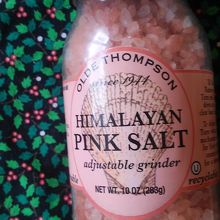 OLDE THOMPSON
since 1944
HIMALAYAN
PINK SALT
adjustable grinder
NET WT. 10 OZ (283g)